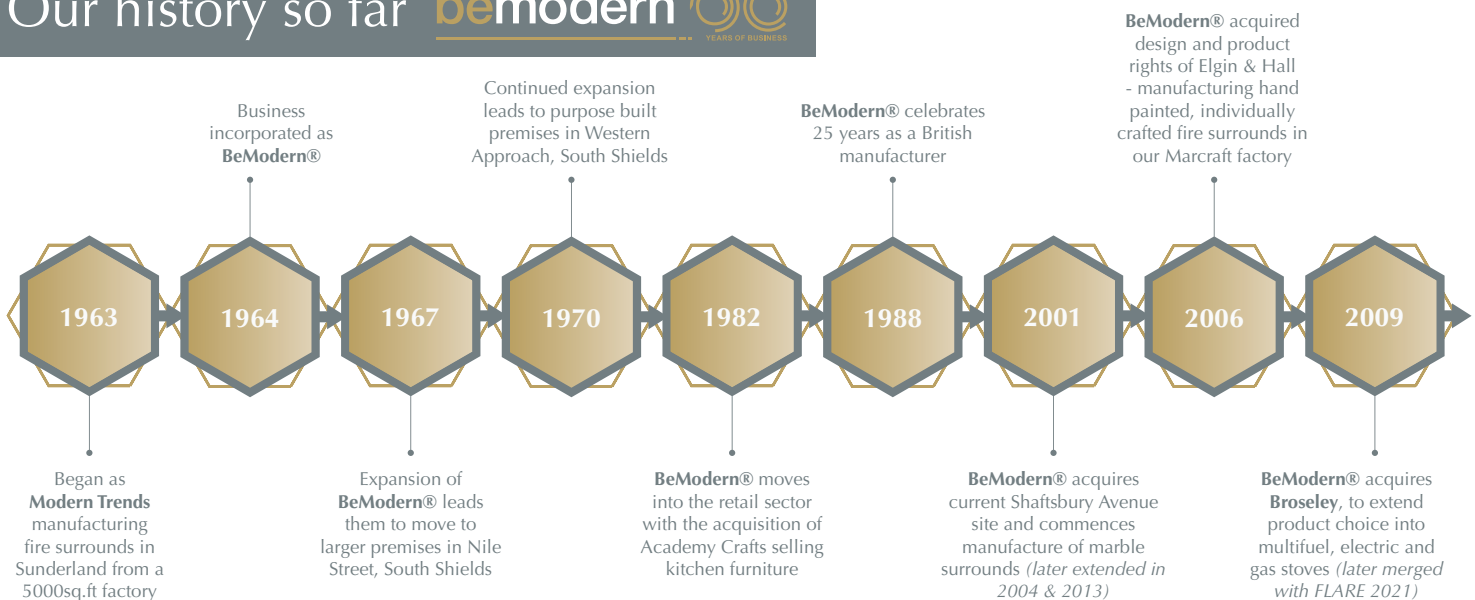 Our history so far
bemodern
YEARS OF BUSINESS
1963
Began as
Modern Trends
manufacturing
fire surrounds in
Sunderland from a
5000sq.ft factory
1964
Business
incorporated as
BeModern®
1967
Expansion of
BeModern® leads
them to move to
larger premises in Nile
Street, South Shields
1970
Continued expansion
leads to purpose built
premises in Western
Approach, South Shields
1982
BeModern® moves
into the retail sector
with the acquisition of
Academy Crafts selling
kitchen furniture
1988
BeModern® celebrates
25 years as a British
manufacturer
2001
BeModern® acquires
current Shaftsbury Avenue
site and commences
manufacture of marble
surrounds (later extended in
2004 & 2013)
2006
BeModern® acquired
design and product
rights of Elgin & Hall
- manufacturing hand
painted, individually
crafted fire surrounds in
our Marcraft factory
2009
BeModern® acquires
Broseley, to extend
product choice into
multifuel, electric and
gas stoves (later merged
with FLARE 2021)